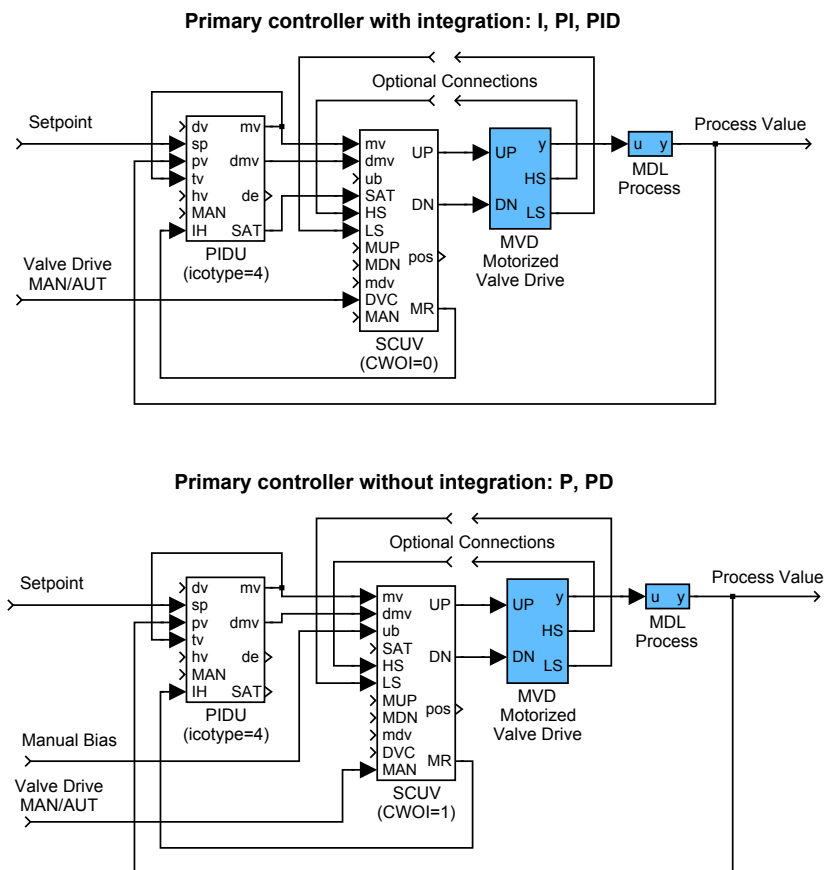 Primary controller with integration: I, PI, PID
Optional Connections
Setpoint
Process Value
dv mv
sp
pv dmv
tv
hv de
MAN
IH SAT
PIDU
(icotype=4)
mv
dmv
ub
SAT
HS
LS
MUP
MDN
mdv
DVC
MAN
UP
DN
pos
MR
SCUV
(CWOI=0)
UP y
HS
DN LS
MVD
Motorized
Valve Drive
u y
MDL
Process
Valve Drive
MAN/AUT
Primary controller without integration: P, PD
Optional Connections
Setpoint
Process Value
dv mv
sp
pv dmv
tv
hv de
MAN
IH SAT
PIDU
(icotype=4)
mv
dmv
ub
SAT
HS
LS
MUP
MDN
mdv
DVC
MAN
UP
DN
pos
MR
SCUV
(CWOI=1)
UP y
HS
DN LS
MVD
Motorized
Valve Drive
u y
MDL
Process
Manual Bias
Valve Drive
MAN/AUT